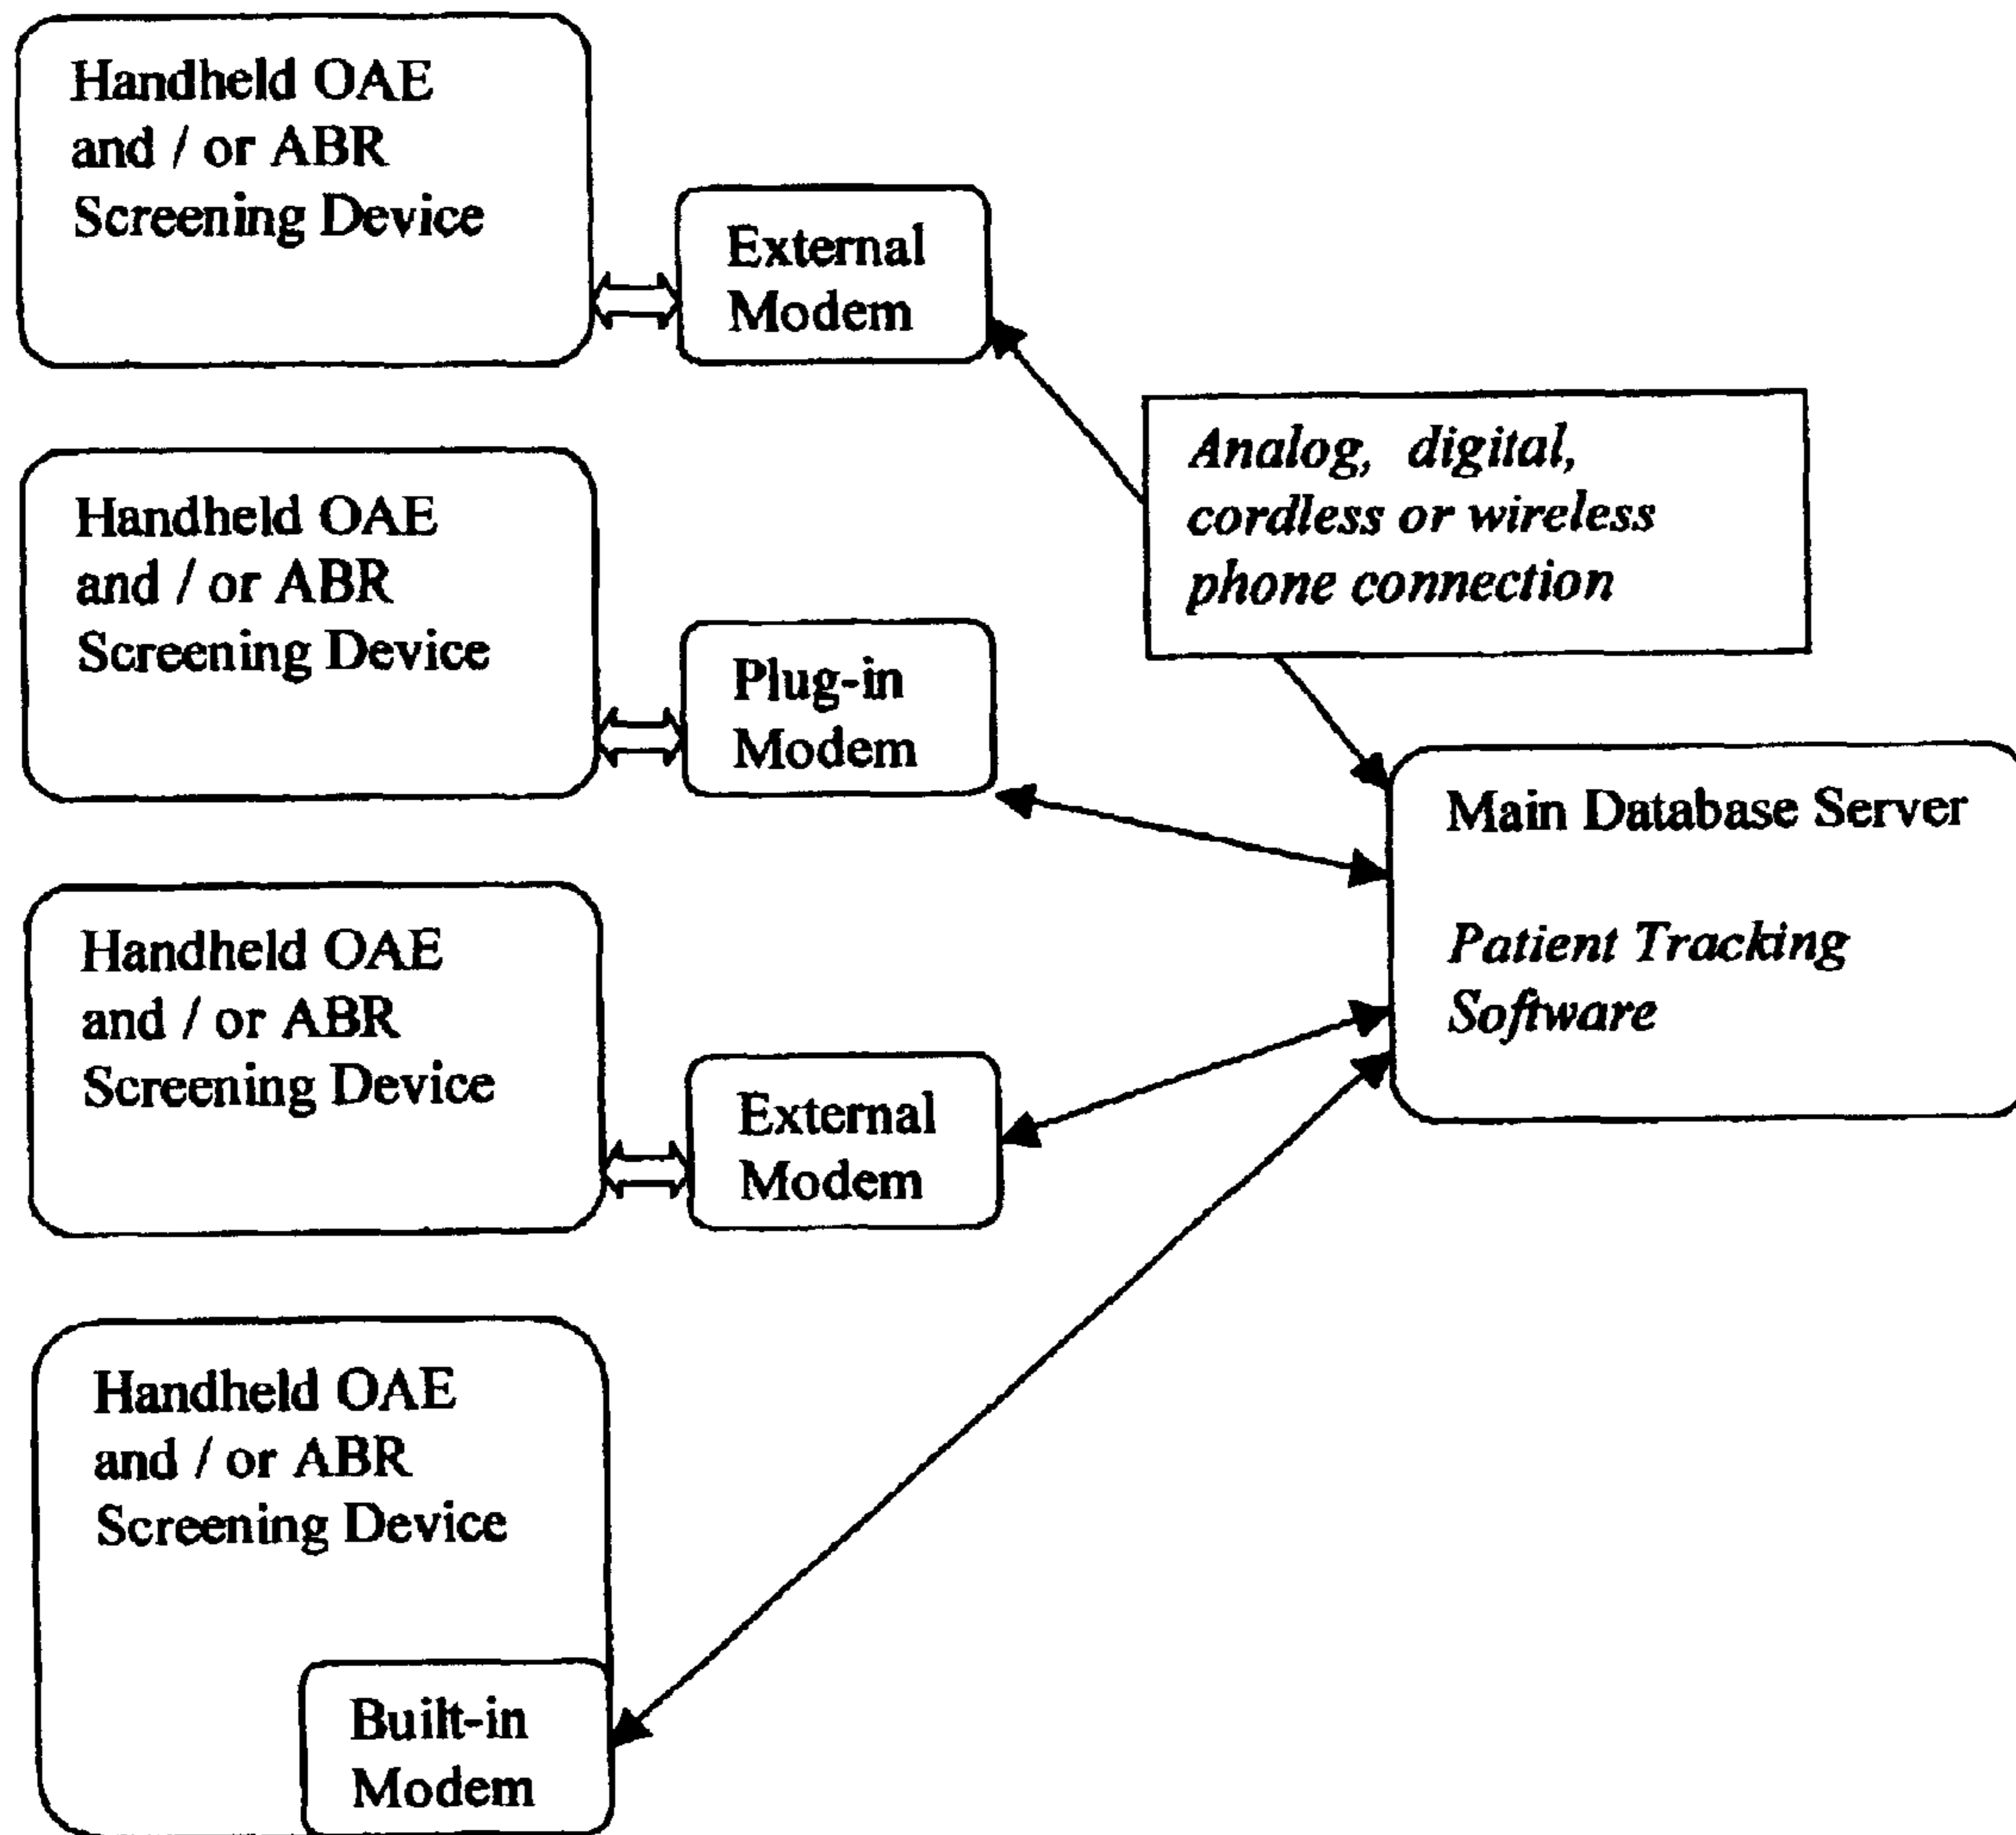 Handheld OAE
and / or ABR
Screening Device
External
Modem
Analog, digital,
cordless or wireless
phone connection
Handheld OAE
and / or ABR
Screening Device
Plug-in
Modem
Main Database Server
Patient Tracking
Software
Handheld OAE
and / or ABR
Screening Device
External
Modem
Handheld OAE
and / or ABR
Screening Device
Built-in
Modem